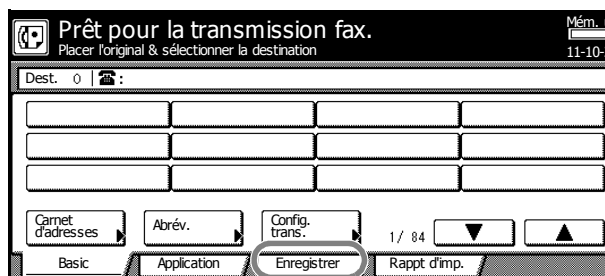 Prêt pour la transmission fax.
Placer l'original & sélectionner la destination
Mém.
11-10-
Dest. 0 ☎:
Carnet d'adresses
Abrév.
Config. trans.
1/ 84
Basic
Application
Enregistrer
Rappt d'imp.